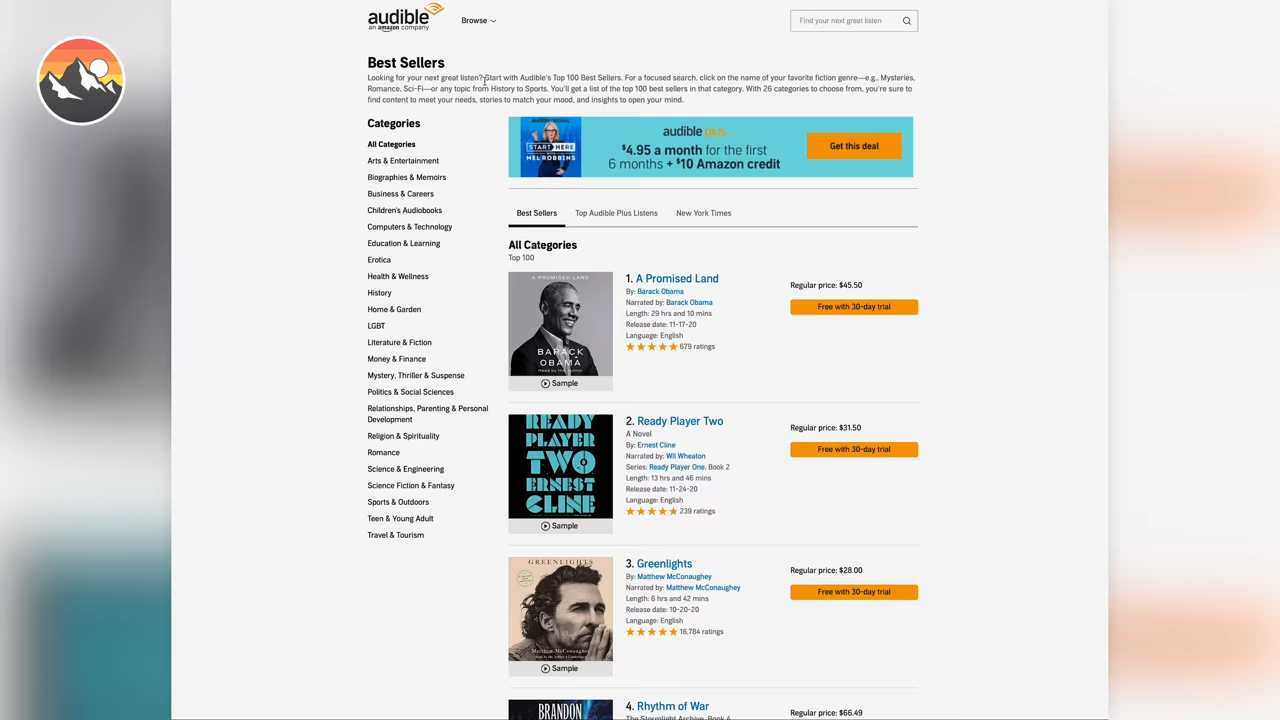 audible
an amazon company
Browse
Find your next great listen
Best Sellers
Looking for your next great listen? Start with Audible's Top 100 Best Sellers. For a focused search, click on the name of your favorite fiction genre—e.g., Mysteries,
Romance, Sci-Fi—or any topic from History to Sports. You'll get a list of the top 100 best sellers in that category. With 26 categories to choose from, you're sure to
find content to meet your needs, stories to match your mood, and insights to open your mind.
Categories
All Categories
Arts & Entertainment
Biographies & Memoirs
Business & Careers
Children's Audiobooks
Computers & Technology
Education & Learning
Erotica
Health & Wellness
History
Home & Garden
LGBT
Literature & Fiction
Money & Finance
Mystery, Thriller & Suspense
Politics & Social Sciences
Relationships, Parenting & Personal
Development
Religion & Spirituality
Romance
Science & Engineering
Science Fiction & Fantasy
Sports & Outdoors
Teen & Young Adult
Travel & Tourism
START
HERE
MEL ROBBINS
audible plus
$4.95 a month for the first
6 months + $10 Amazon credit
Get this deal
Best Sellers
Top Audible Plus Listens
New York Times
All Categories
Top 100
A PROMISED LAND
BARACK
OBAMA
Read by the author
Sample
1. A Promised Land
By: Barack Obama
Narrated by: Barack Obama
Length: 29 hrs and 10 mins
Release date: 11-17-20
Language: English
679 ratings
Regular price: $45.50
Free with 30-day trial
READY
PLAYER
TWO
ERNEST
CLINE
Sample
2. Ready Player Two
A Novel
By: Ernest Cline
Narrated by: Wil Wheaton
Series: Ready Player One, Book 2
Length: 13 hrs and 46 mins
Release date: 11-24-20
Language: English
239 ratings
Regular price: $31.50
Free with 30-day trial
GREENLIGHTS
Matthew McConaughey
Sample
3. Greenlights
By: Matthew McConaughey
Narrated by: Matthew McConaughey
Length: 6 hrs and 42 mins
Release date: 10-20-20
Language: English
16,784 ratings
Regular price: $28.00
Free with 30-day trial
BRANDON
4. Rhythm of War
The Stormlight Archive, Book 4
Regular price: $66.49